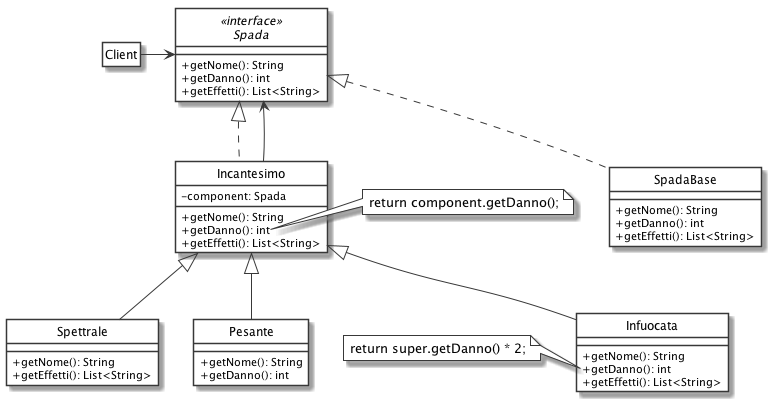 «interface»
Spada
+getNome(): String
+getDanno(): int
+getEffetti(): List<String>
Client
Incantesimo
-component: Spada
+getNome(): String
+getDanno(): int
+getEffetti(): List<String>
return component.getDanno();
SpadaBase
+getNome(): String
+getDanno(): int
+getEffetti(): List<String>
Spettrale
+getNome(): String
+getEffetti(): List<String>
Pesante
+getNome(): String
+getDanno(): int
return super.getDanno() * 2;
Infuocata
+getNome(): String
+getDanno(): int
+getEffetti(): List<String>